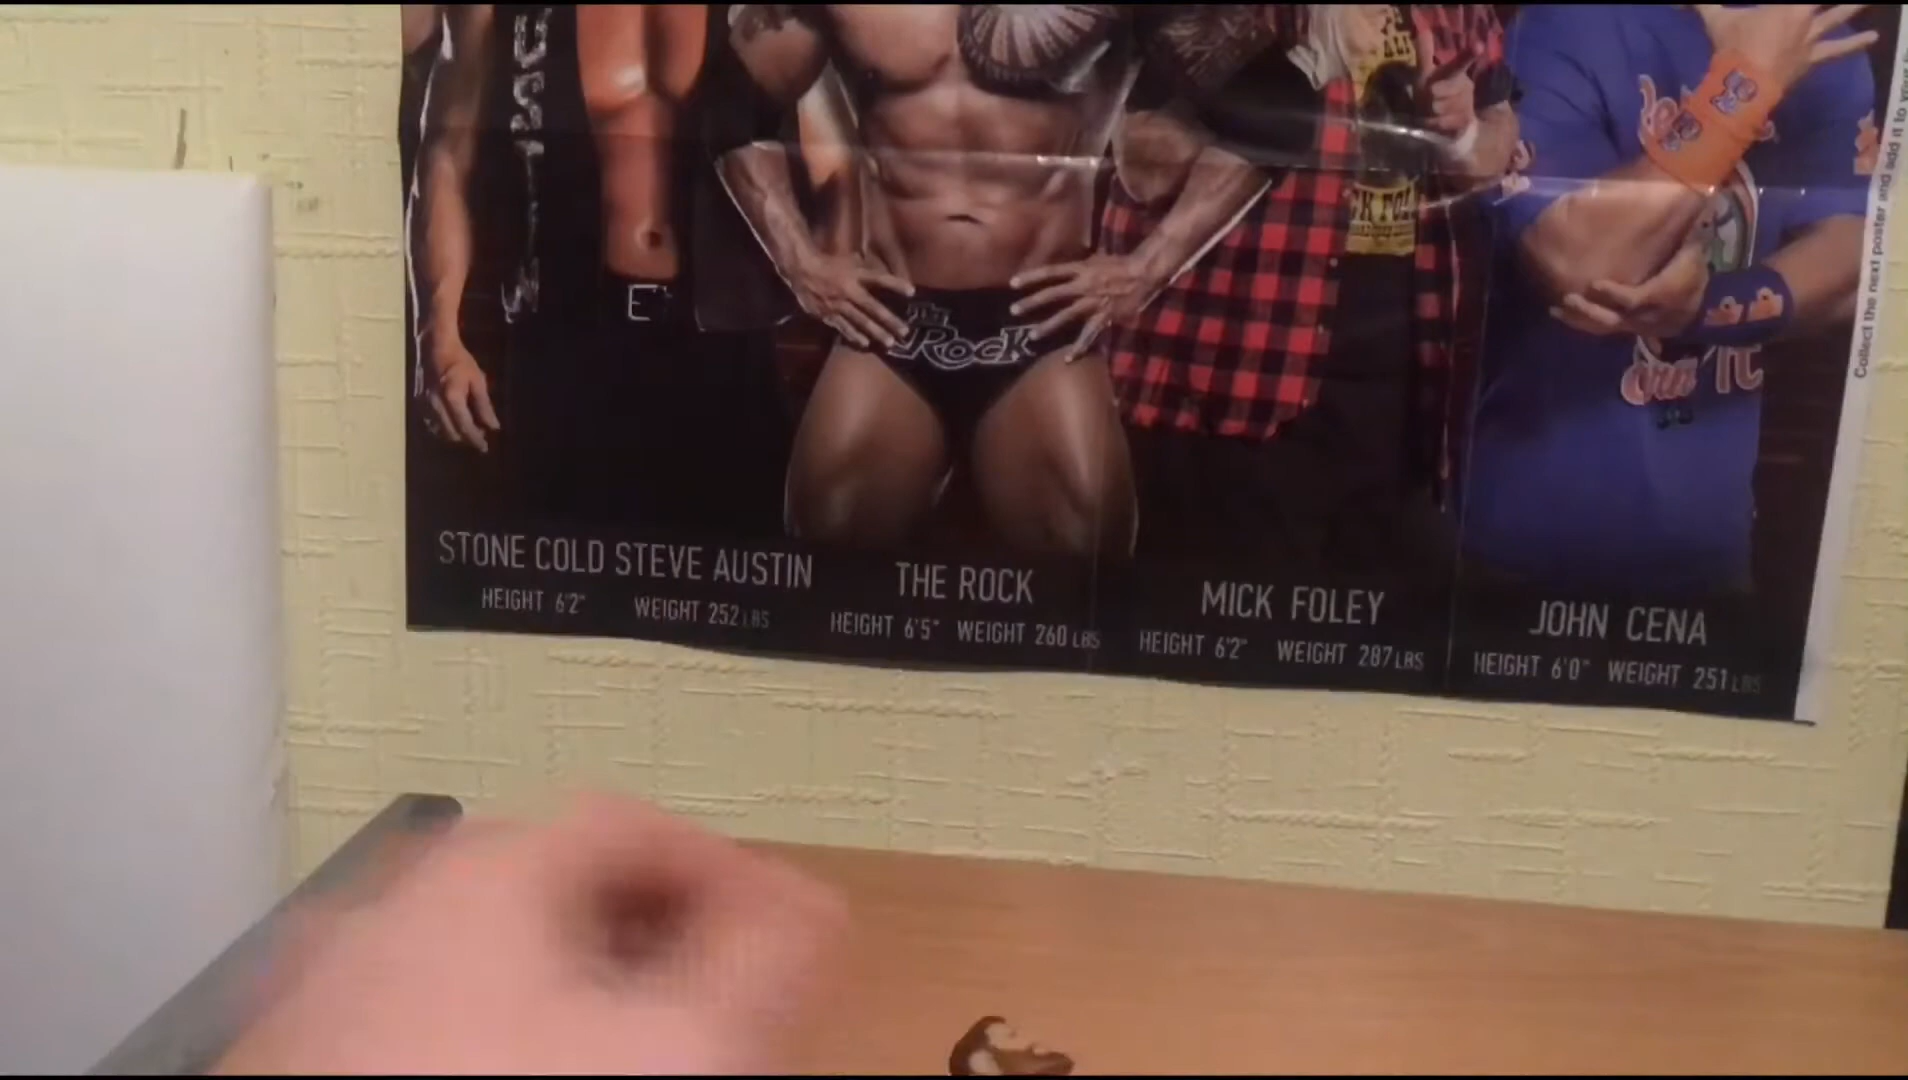 The
Rock
STONE COLD STEVE AUSTIN
HEIGHT 6'2" WEIGHT 252 LBS
THE ROCK
HEIGHT 6'5" WEIGHT 260 LBS
MICK FOLEY
HEIGHT 6'2" WEIGHT 287 LBS
JOHN CENA
HEIGHT 6'0" WEIGHT 251 LBS
Collect the next poster and add it to your